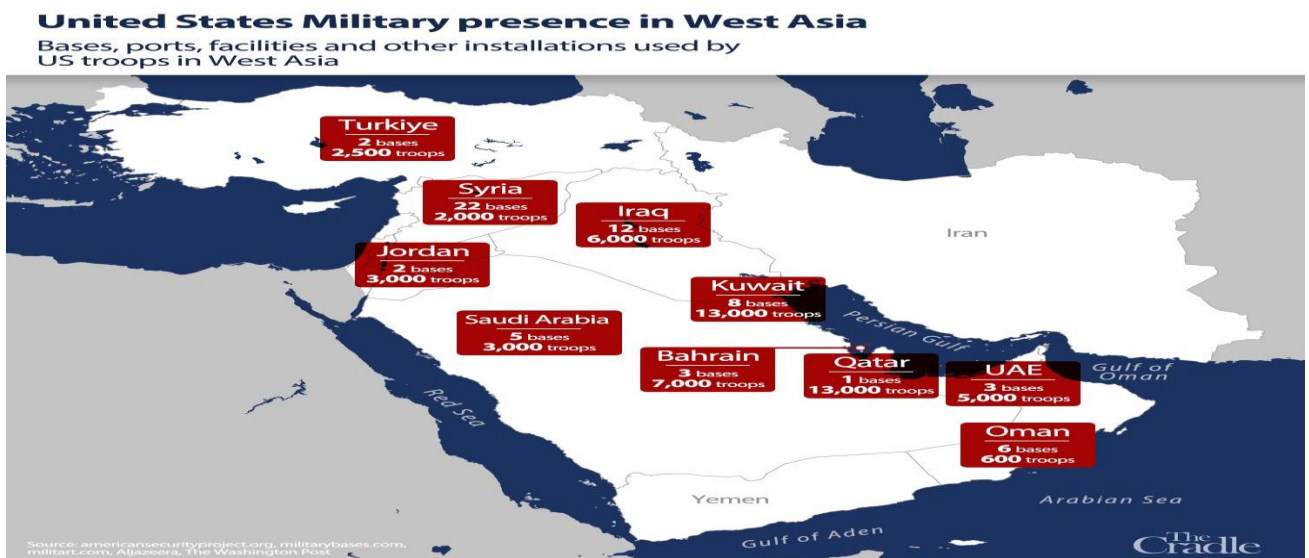 United States Military presence in West Asia
Bases, ports, facilities and other installations used by
US troops in West Asia
Turkiye
2 bases
2,500 troops
Syria
22 bases
2,000 troops
Iraq
12 bases
6,000 troops
Iran
Jordan
2 bases
3,000 troops
Kuwait
8 bases
13,000 troops
Saudi Arabia
5 bases
3,000 troops
Persian Gulf
Bahrain
3 bases
7,000 troops
Qatar
1 bases
13,000 troops
UAE
3 bases
5,000 troops
Gulf of
Oman
Red Sea
Oman
6 bases
600 troops
Yemen
Arabian Sea
Gulf of Aden
Source: americansecurityproject.org, militarybases.com,
militart.com, Aljazeera, The Washington Post
The
Cradle